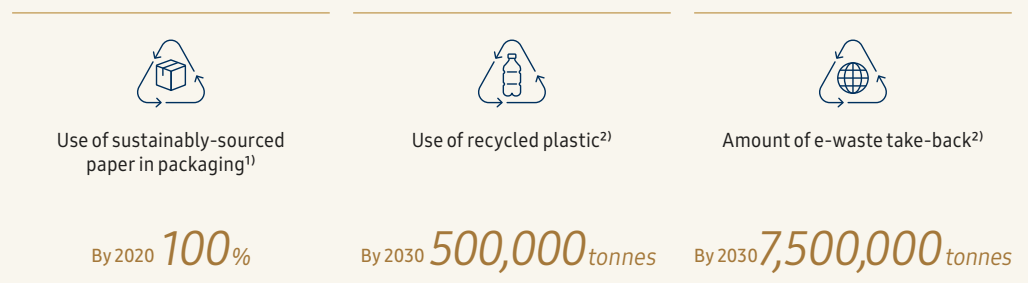 Use of sustainably-sourced
paper in packaging¹⁾
By 2020 100%
Use of recycled plastic²⁾
By 2030 500,000 tonnes
Amount of e-waste take-back²⁾
By 2030 7,500,000 tonnes